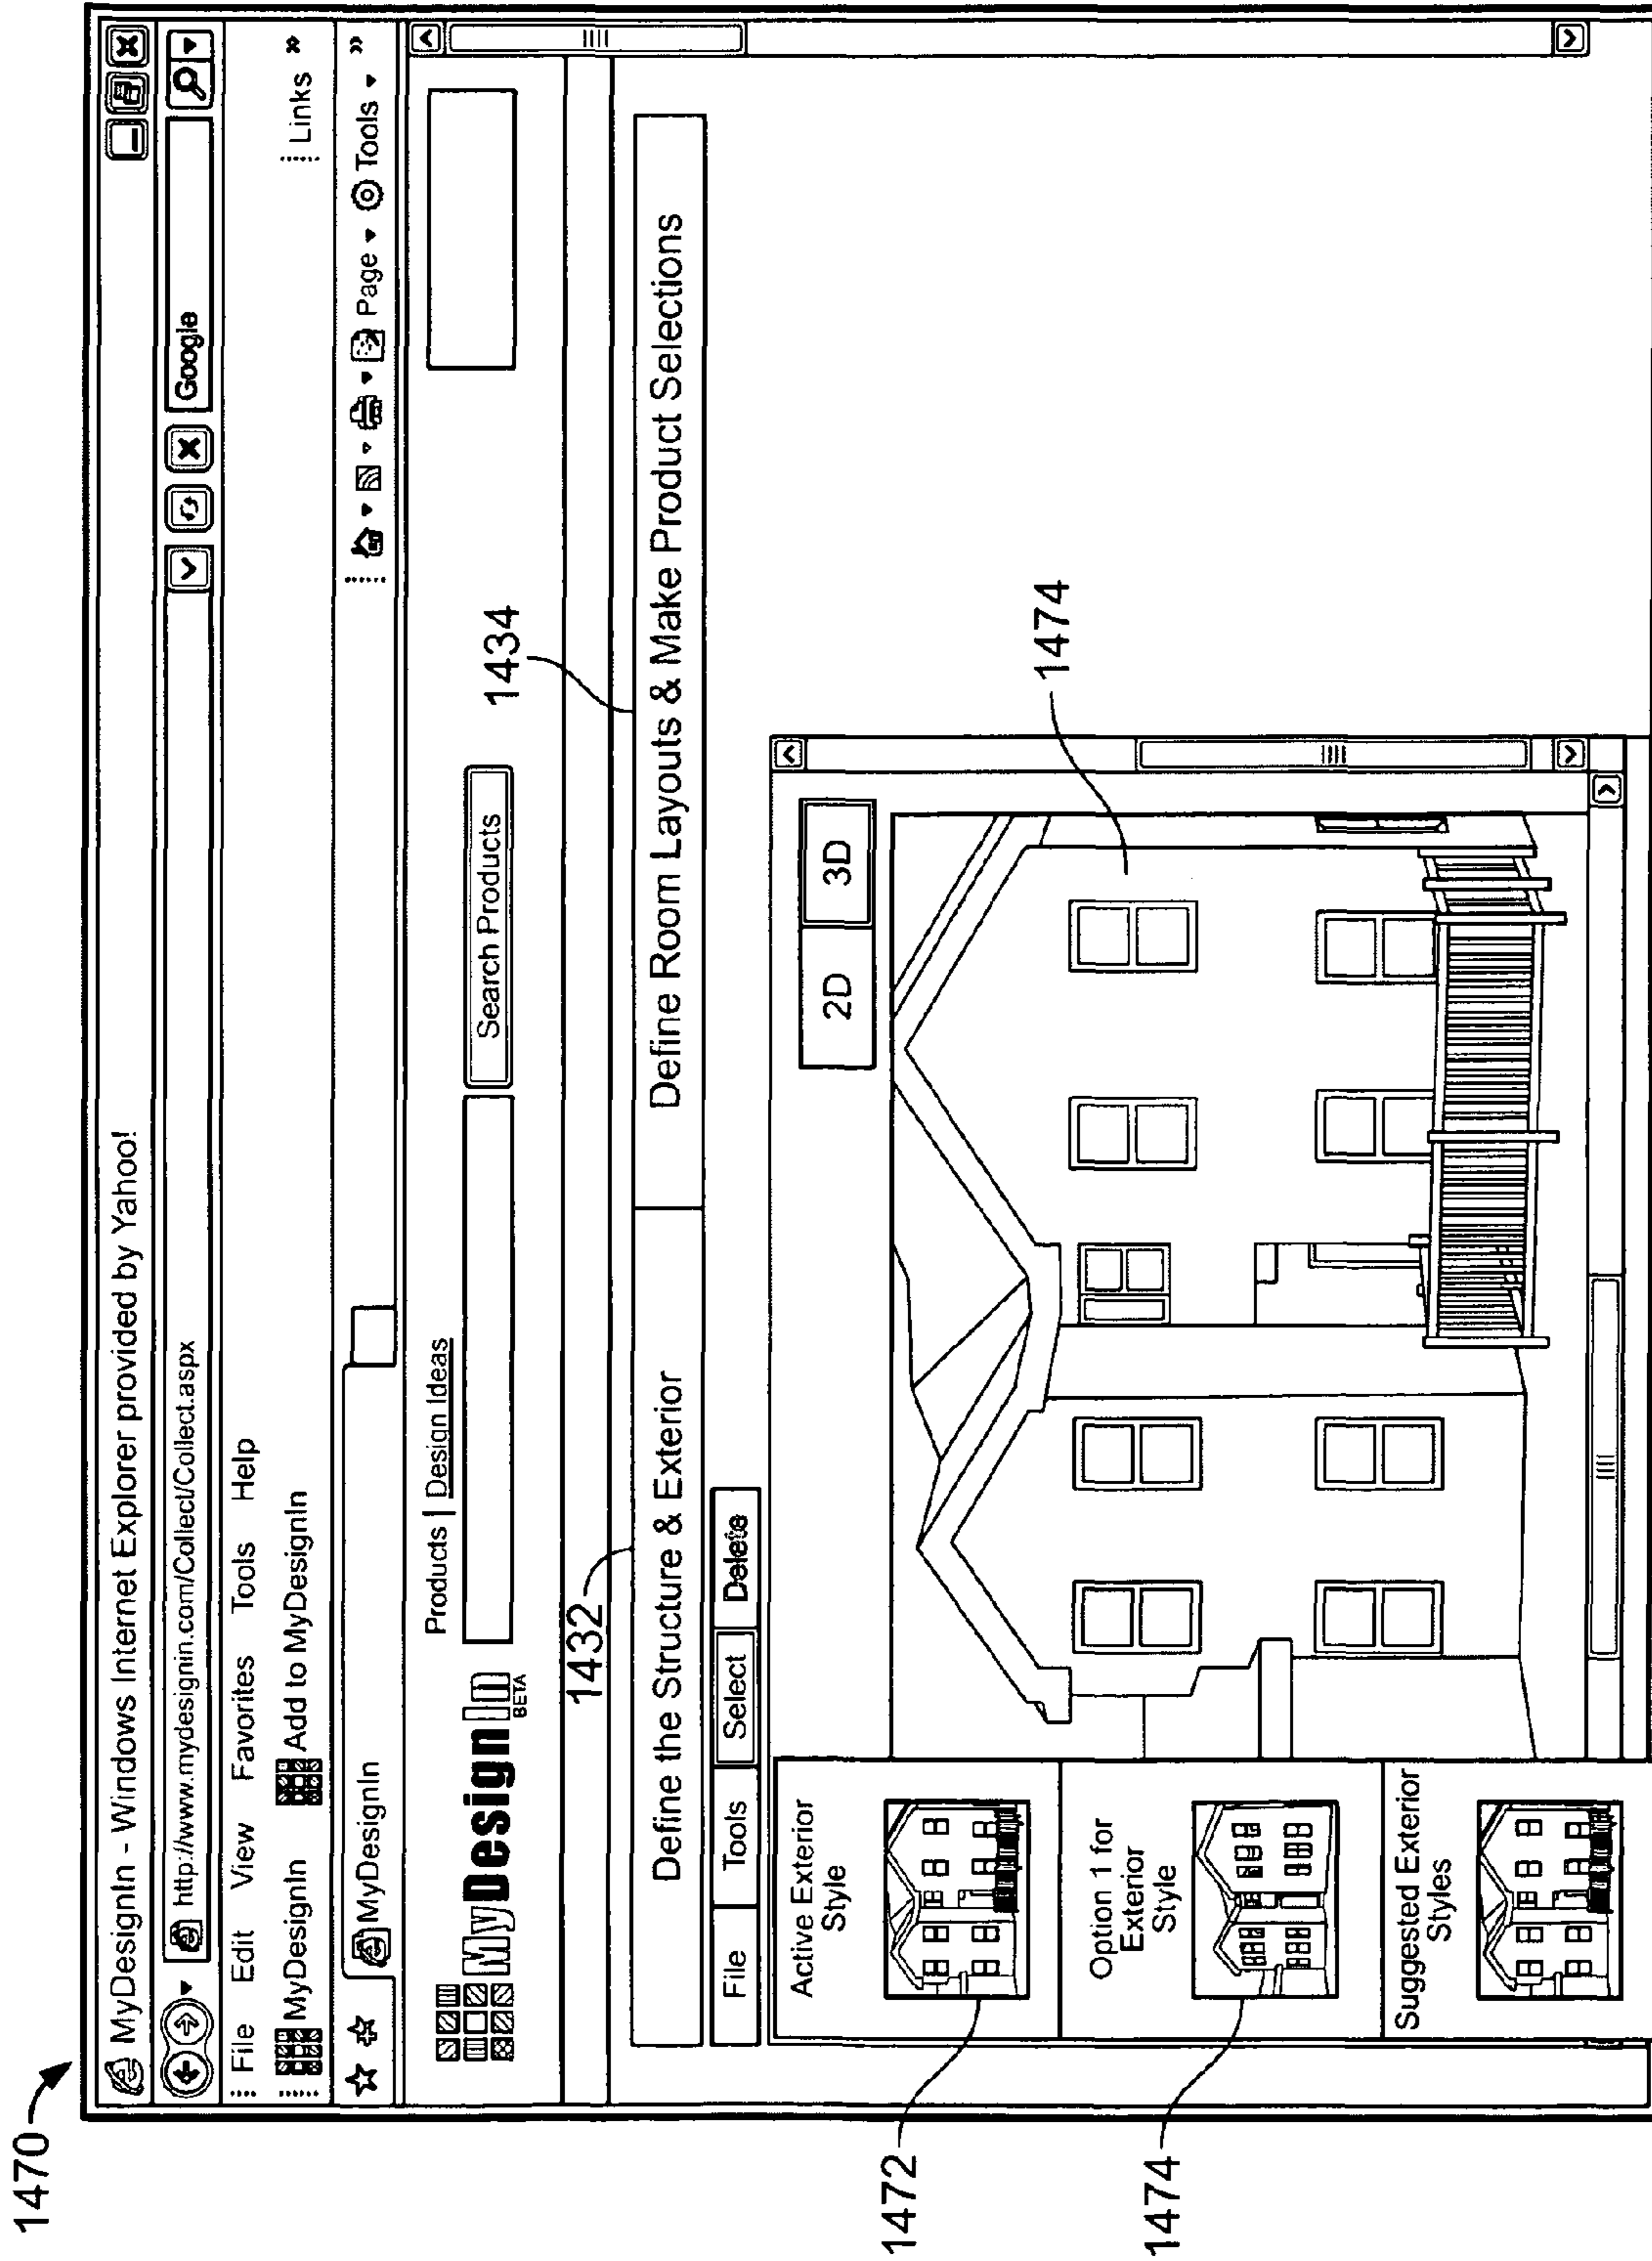 1470
MyDesignIn - Windows Internet Explorer provided by Yahoo!
http://www.mydesignin.com/Collect/Collect.aspx
Google
File Edit View Favorites Tools Help
MyDesignIn Add to MyDesignIn
Links »
MyDesignIn
Page Tools »
Products | Design Ideas
MyDesignIn
BETA
Search Products
1432
1434
Define the Structure & Exterior
Define Room Layouts & Make Product Selections
File Tools Select Delete
2D 3D
Active Exterior
Style
1472
Option 1 for
Exterior
Style
1474
Suggested Exterior
Styles
1474